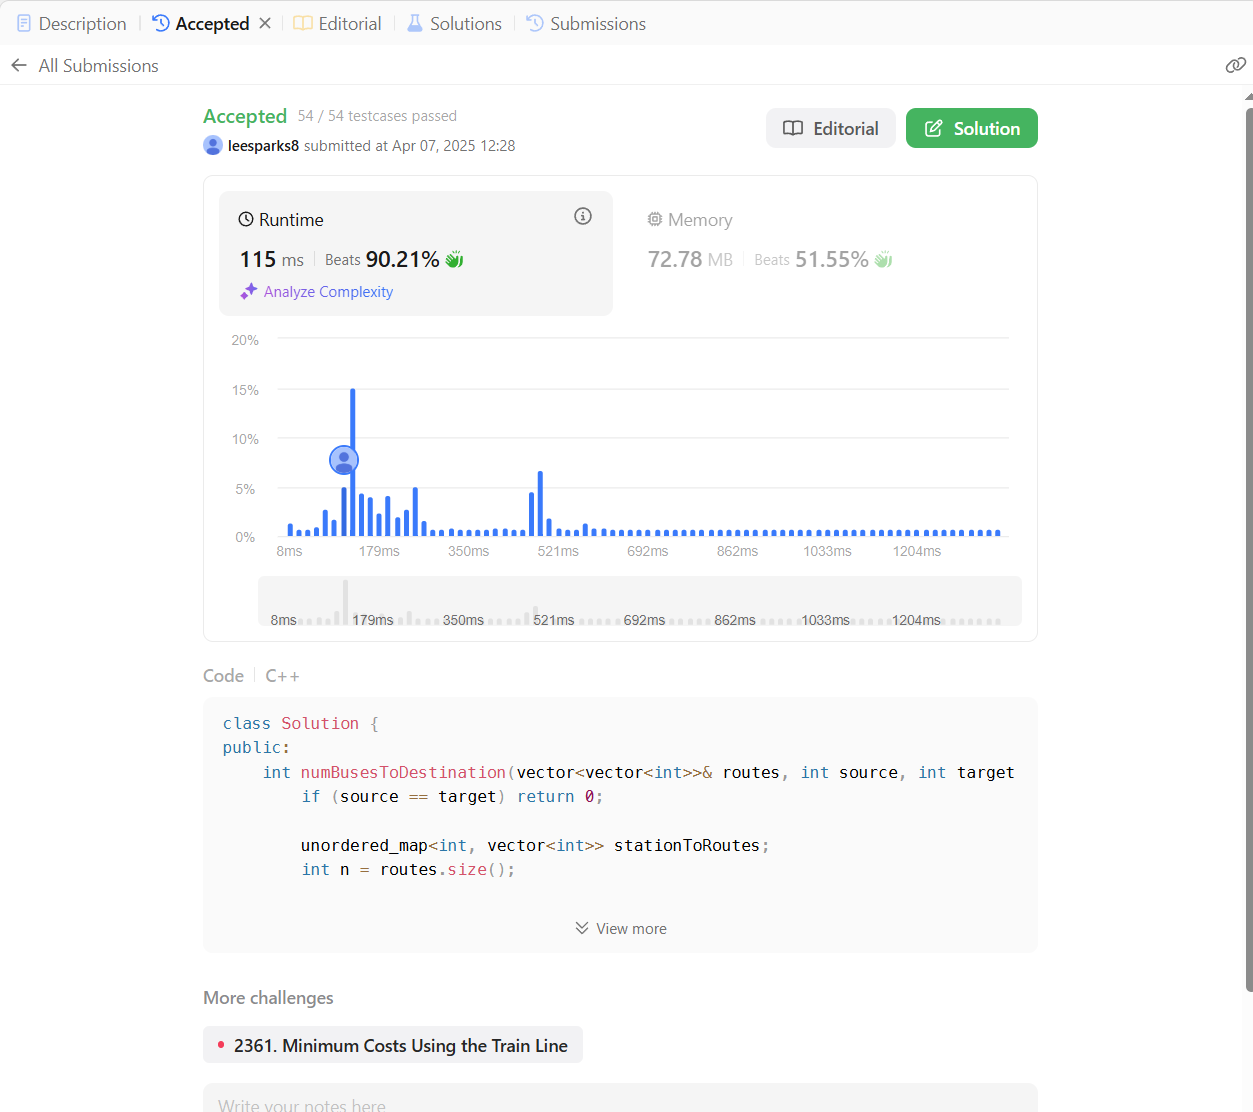 Description Accepted Editorial Solutions Submissions
All Submissions
Accepted 54 / 54 testcases passed
leesparks8 submitted at Apr 07, 2025 12:28
Editorial Solution
Runtime
115 ms Beats 90.21%
Analyze Complexity
Memory
72.78 MB Beats 51.55%
20%
15%
10%
5%
0%
8ms 179ms 350ms 521ms 692ms 862ms 1033ms 1204ms
8ms 179ms 350ms 521ms 692ms 862ms 1033ms 1204ms
Code C++
class Solution {
public:
    int numBusesToDestination(vector<vector<int>>& routes, int source, int target
        if (source == target) return 0;
        unordered_map<int, vector<int>> stationToRoutes;
        int n = routes.size();
View more
More challenges
2361. Minimum Costs Using the Train Line
Write your notes here